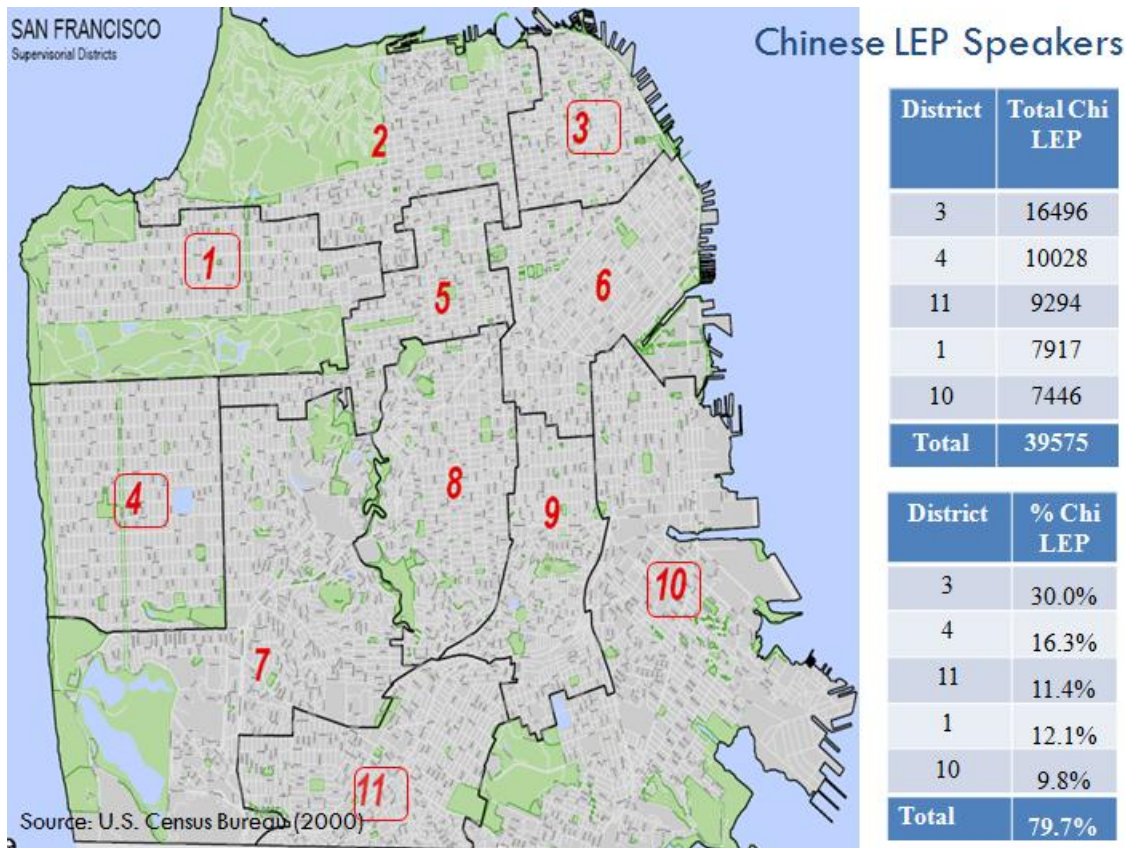 SAN FRANCISCO
Supervisorial Districts
Chinese LEP Speakers
2
3
1
5
6
4
8
9
10
7
11
Source: U.S. Census Bureau (2000)
District Total Chi
LEP
3 16496
4 10028
11 9294
1 7917
10 7446
Total 39575
District % Chi
LEP
3 30.0%
4 16.3%
11 11.4%
1 12.1%
10 9.8%
Total 79.7%